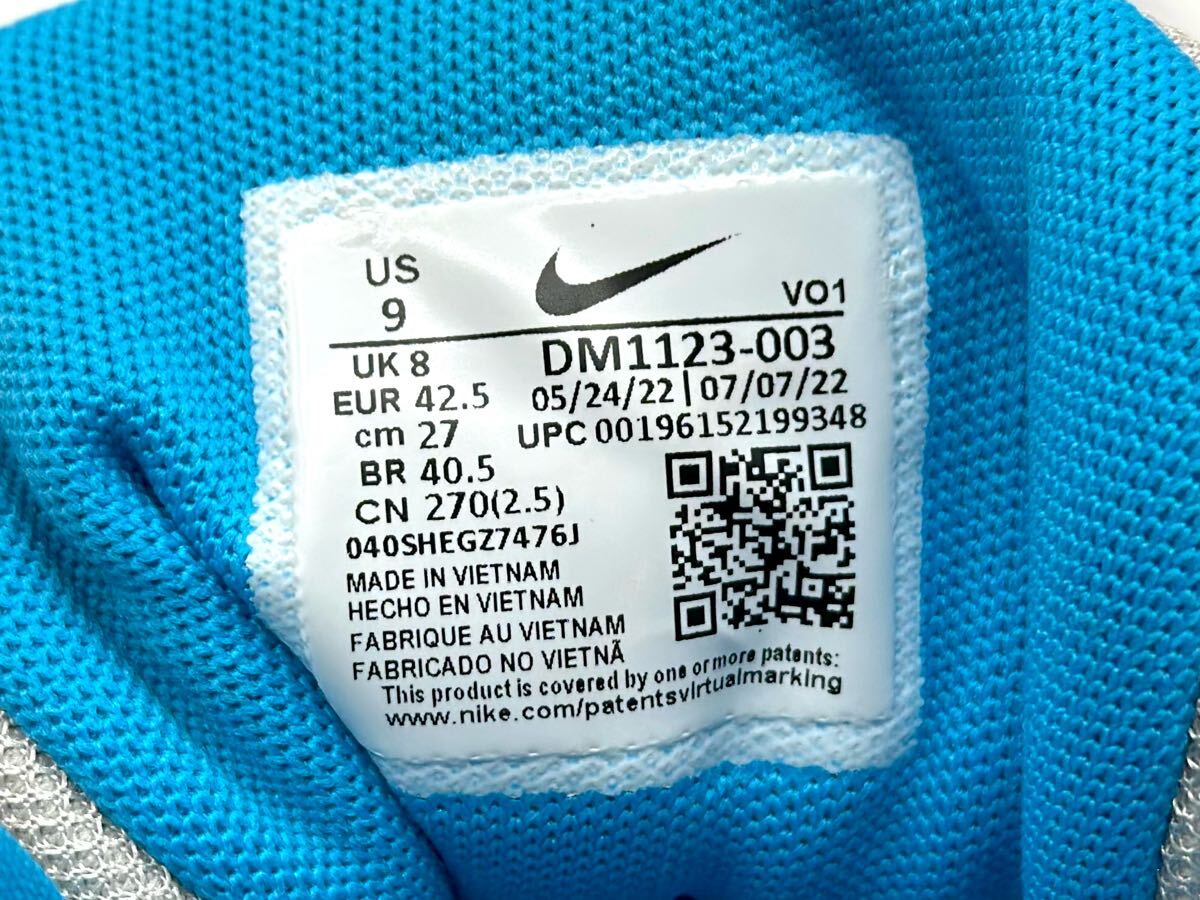 US
9
VO1
UK 8
DM1123-003
EUR 42.5
05/24/22 | 07/07/22
cm 27
UPC 00196152199348
BR 40.5
CN 270(2.5)
040SHEGZ7476J
MADE IN VIETNAM
HECHO EN VIETNAM
FABRIQUE AU VIETNAM
FABRICADO NO VIETNÃ
This product is covered by one or more patents:
www.nike.com/patentsvirtualmarking